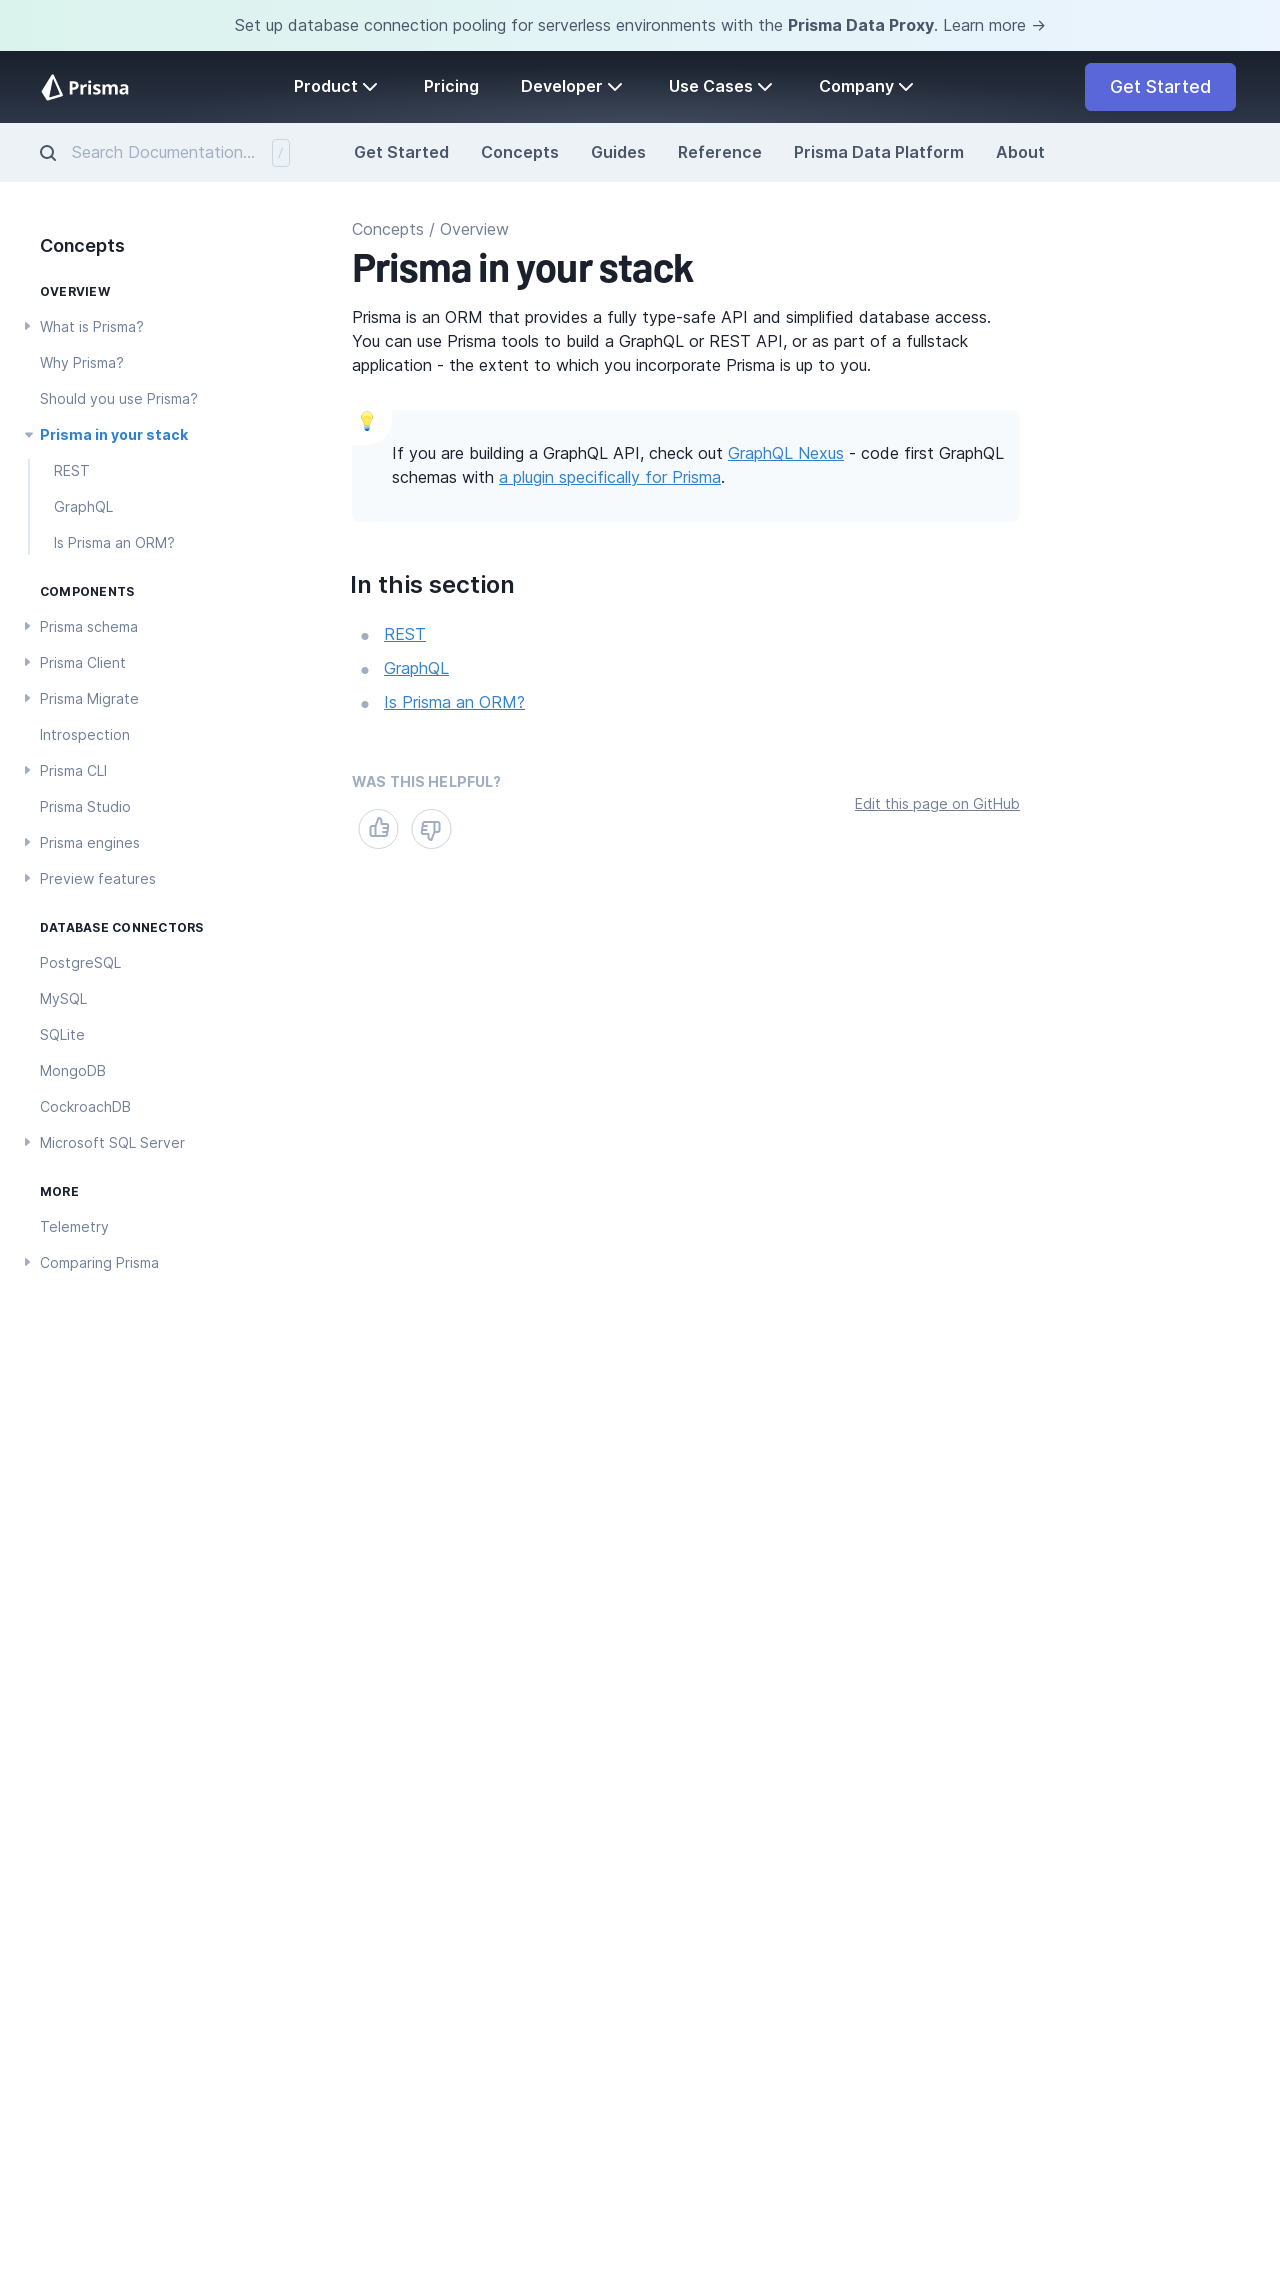 Set up database connection pooling for serverless environments with the Prisma Data Proxy. Learn more →
Prisma
Product
Pricing
Developer
Use Cases
Company
Get Started
Search Documentation...
/
Get Started
Concepts
Guides
Reference
Prisma Data Platform
About
Concepts
OVERVIEW
What is Prisma?
Why Prisma?
Should you use Prisma?
Prisma in your stack
REST
GraphQL
Is Prisma an ORM?
COMPONENTS
Prisma schema
Prisma Client
Prisma Migrate
Introspection
Prisma CLI
Prisma Studio
Prisma engines
Preview features
DATABASE CONNECTORS
PostgreSQL
MySQL
SQLite
MongoDB
CockroachDB
Microsoft SQL Server
MORE
Telemetry
Comparing Prisma
Concepts / Overview
Prisma in your stack
Prisma is an ORM that provides a fully type-safe API and simplified database access.
You can use Prisma tools to build a GraphQL or REST API, or as part of a fullstack
application - the extent to which you incorporate Prisma is up to you.
If you are building a GraphQL API, check out GraphQL Nexus - code first GraphQL
schemas with a plugin specifically for Prisma.
In this section
REST
GraphQL
Is Prisma an ORM?
WAS THIS HELPFUL?
Edit this page on GitHub